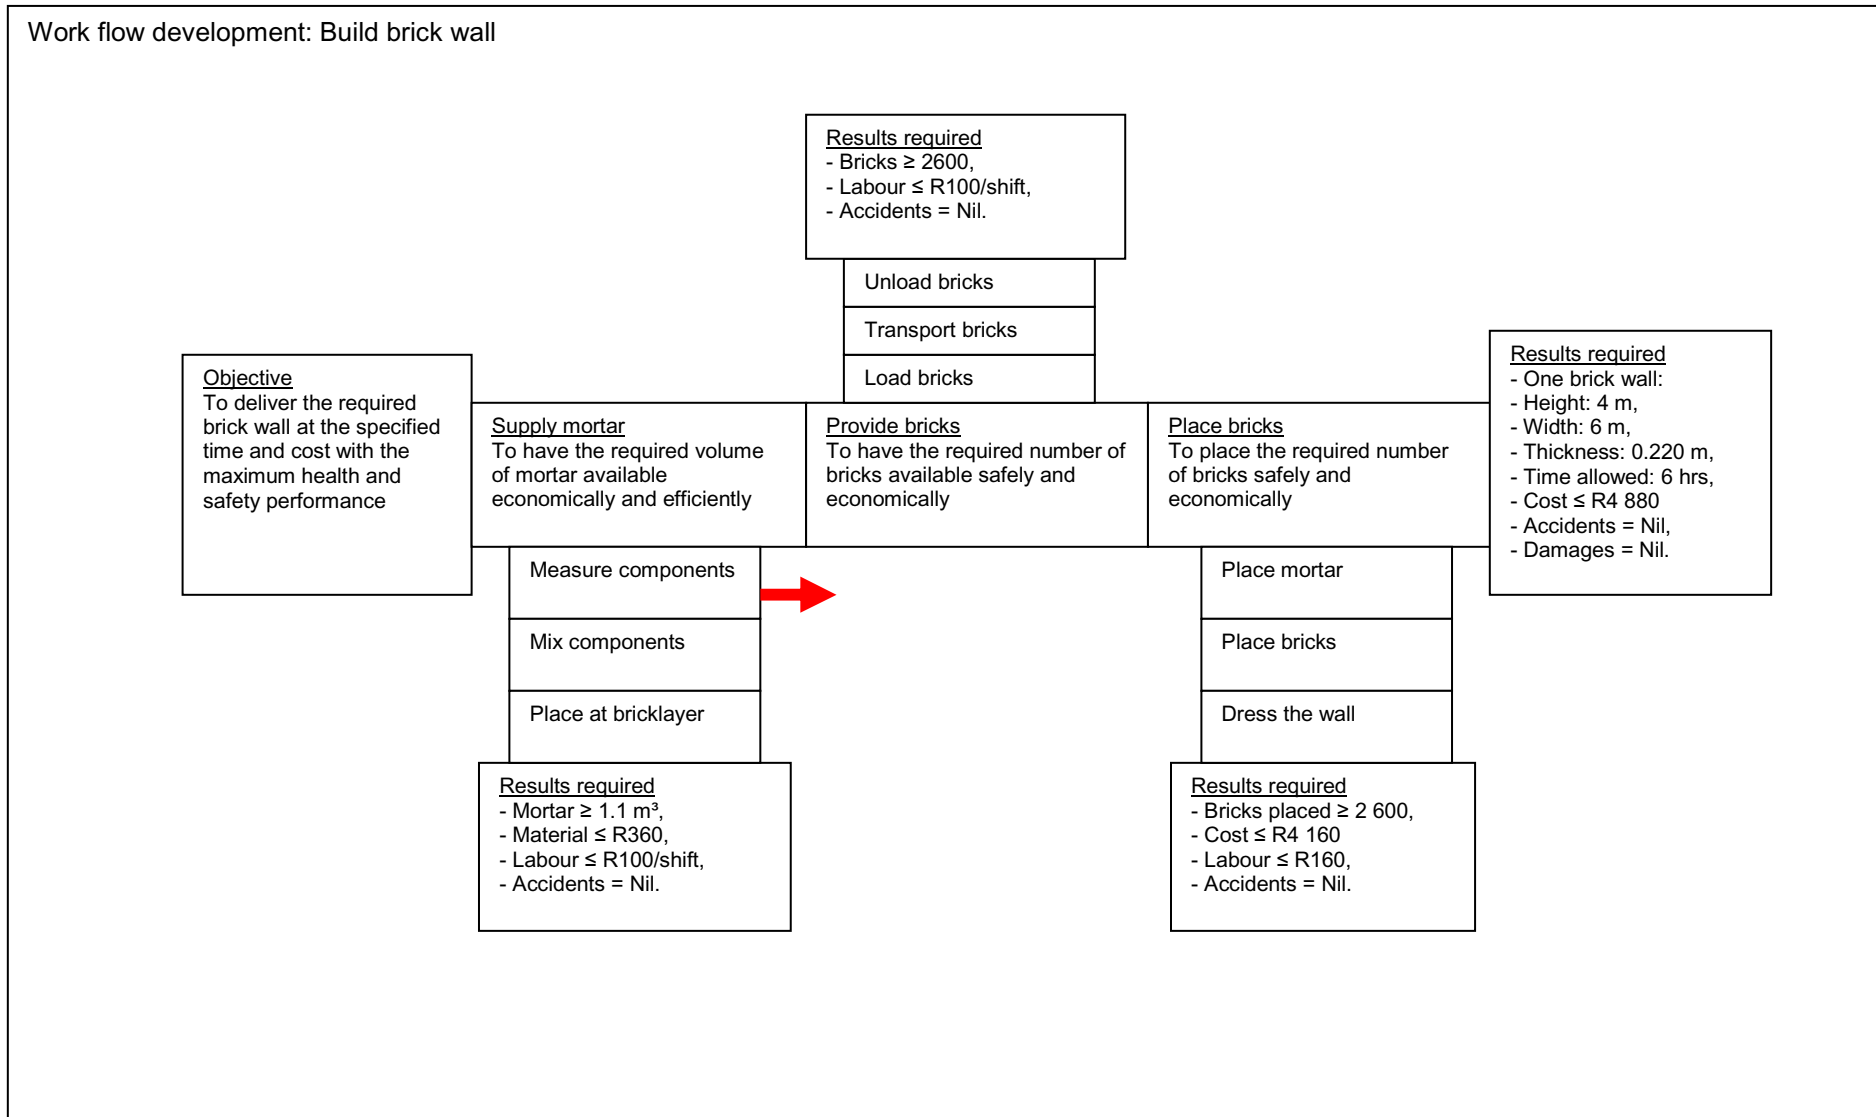 Work flow development: Build brick wall
Results required
- Bricks ≥ 2600,
- Labour ≤ R100/shift,
- Accidents = Nil.
Unload bricks
Transport bricks
Load bricks
Objective
To deliver the required
brick wall at the specified
time and cost with the
maximum health and
safety performance
Supply mortar
To have the required volume
of mortar available
economically and efficiently
Provide bricks
To have the required number of
bricks available safely and
economically
Place bricks
To place the required number
of bricks safely and
economically
Results required
- One brick wall:
- Height: 4 m,
- Width: 6 m,
- Thickness: 0.220 m,
- Time allowed: 6 hrs,
- Cost ≤ R4 880
- Accidents = Nil,
- Damages = Nil.
Measure components
Mix components
Place at bricklayer
Results required
- Mortar ≥ 1.1 m³,
- Material ≤ R360,
- Labour ≤ R100/shift,
- Accidents = Nil.
Place mortar
Place bricks
Dress the wall
Results required
- Bricks placed ≥ 2 600,
- Cost ≤ R4 160
- Labour ≤ R160,
- Accidents = Nil.